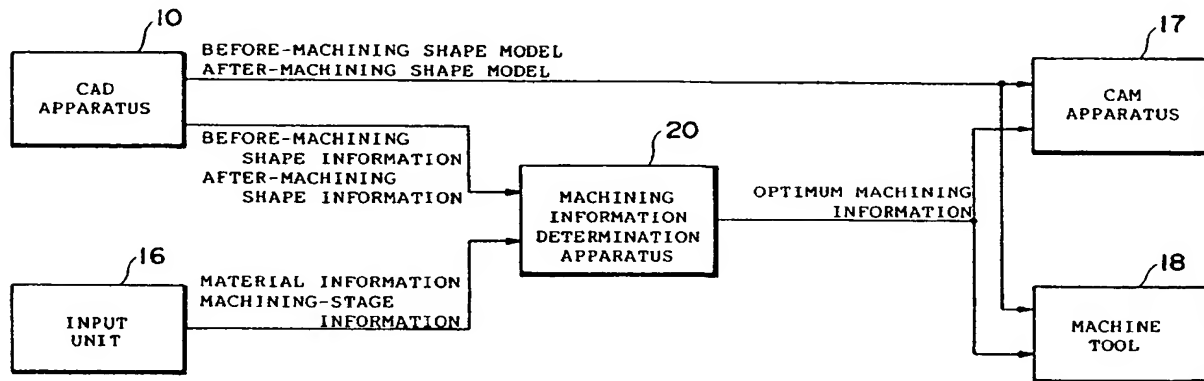 10
CAD
APPARATUS
BEFORE-MACHINING SHAPE MODEL
AFTER-MACHINING SHAPE MODEL
17
CAM
APPARATUS
BEFORE-MACHINING
SHAPE INFORMATION
AFTER-MACHINING
SHAPE INFORMATION
20
MACHINING
INFORMATION
DETERMINATION
APPARATUS
OPTIMUM MACHINING
INFORMATION
16
INPUT
UNIT
MATERIAL INFORMATION
MACHINING-STAGE
INFORMATION
18
MACHINE
TOOL